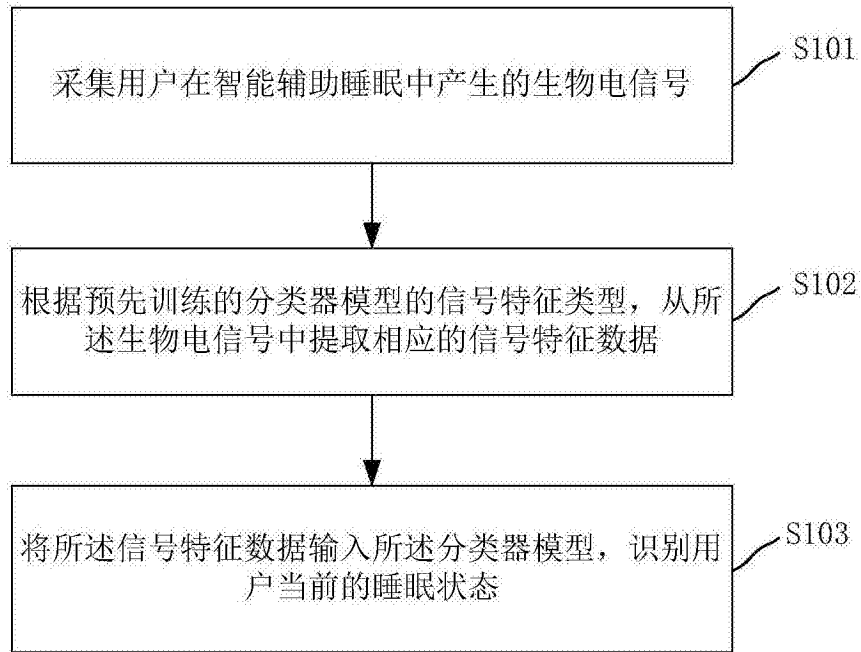 采集用户在智能辅助睡眠中产生的生物电信号
S101
根据预先训练的分类器模型的信号特征类型，从所
述生物电信号中提取相应的信号特征数据
S102
将所述信号特征数据输入所述分类器模型，识别用
户当前的睡眠状态
S103